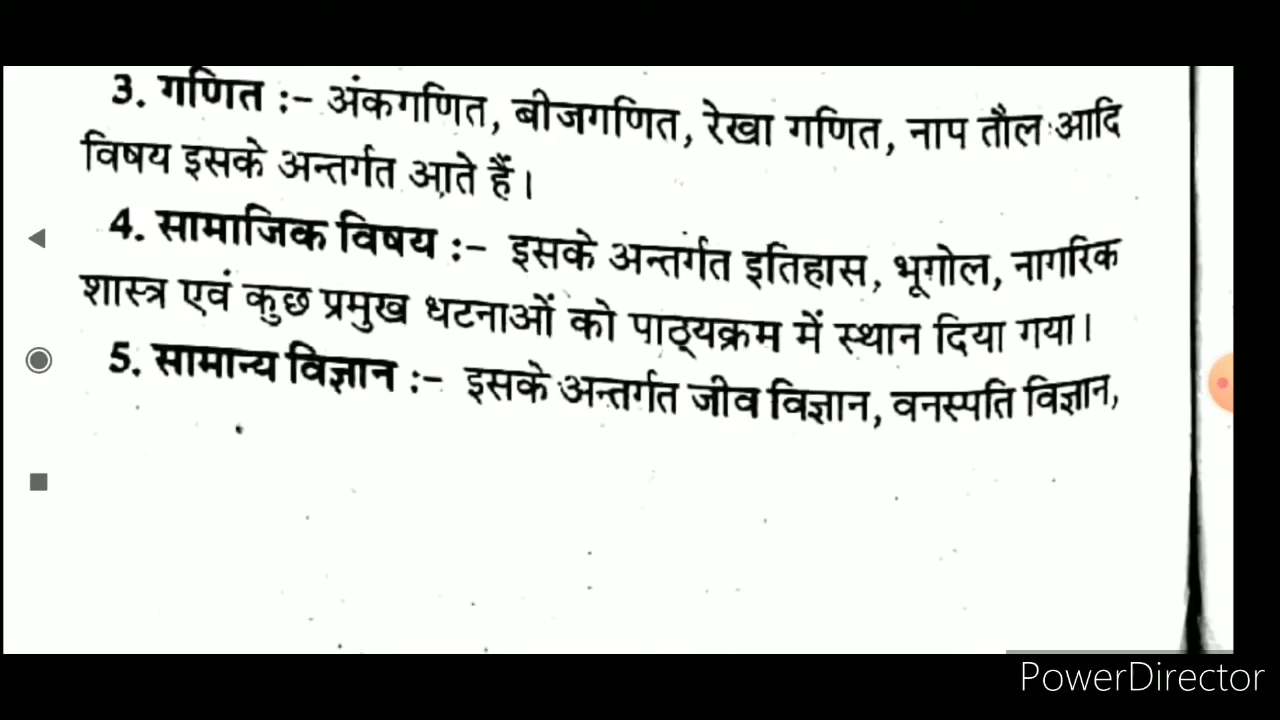 3. गणित :- अंकगणित, बीजगणित, रेखा गणित, नाप तौल आदि
विषय इसके अन्तर्गत आते हैं।
4. सामाजिक विषय :- इसके अन्तर्गत इतिहास, भूगोल, नागरिक
शास्त्र एवं कुछ प्रमुख धटनाओं को पाठ्यक्रम में स्थान दिया गया।
5. सामान्य विज्ञान :- इसके अन्तर्गत जीव विज्ञान, वनस्पति विज्ञान,
PowerDirector